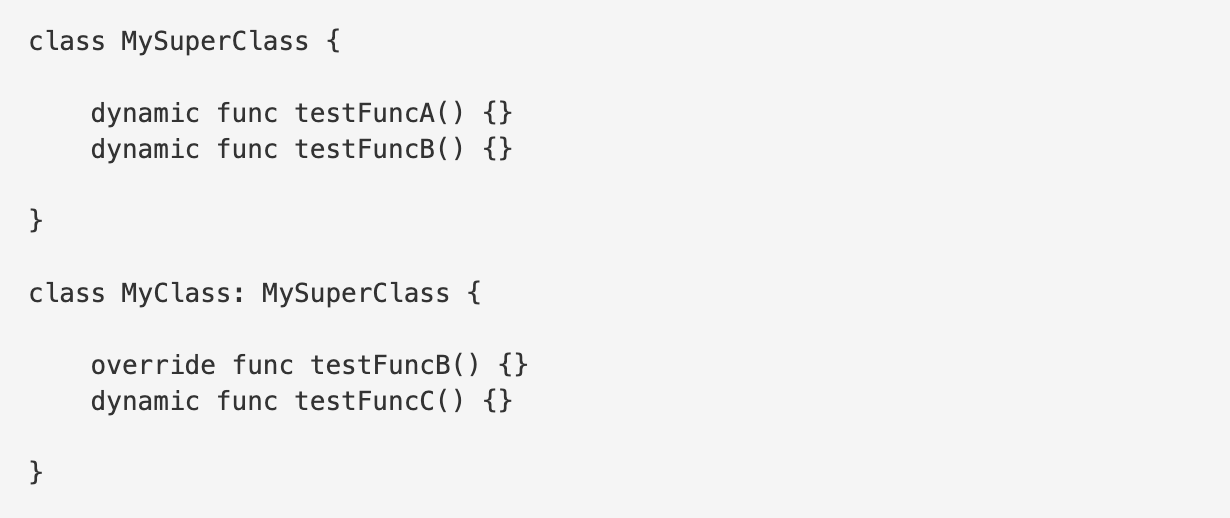 class MySuperClass {
    dynamic func testFuncA() {}
    dynamic func testFuncB() {}
}
class MyClass: MySuperClass {
    override func testFuncB() {}
    dynamic func testFuncC() {}
}